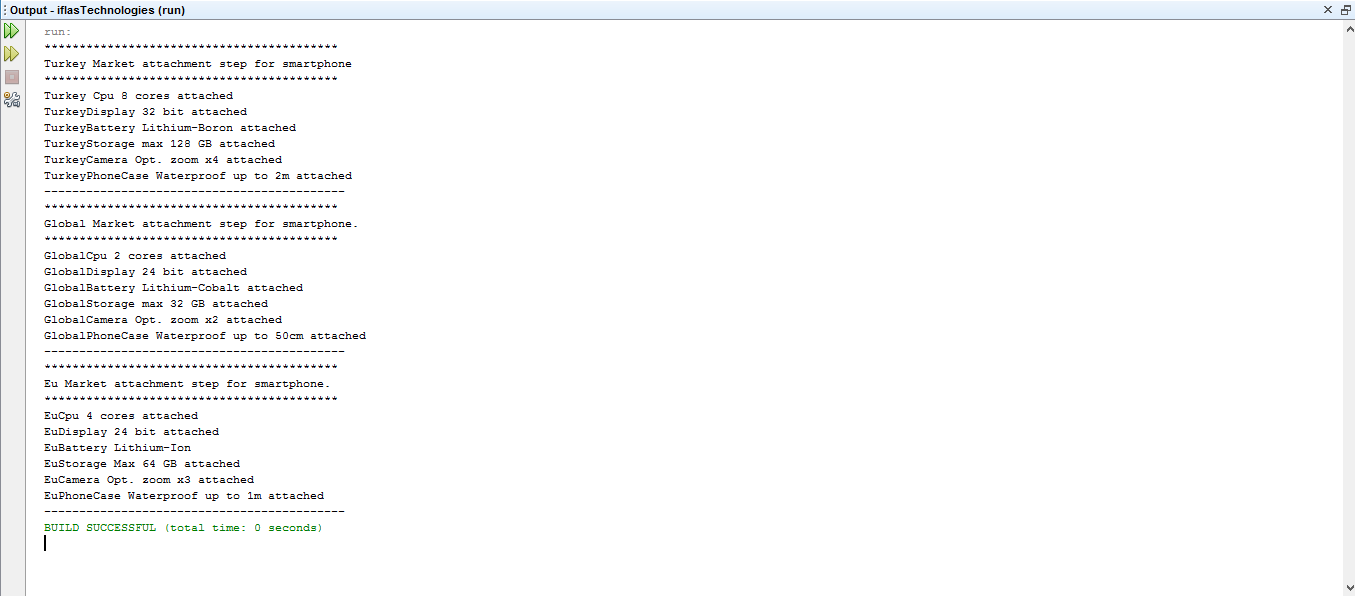 Output - iflasTechnologies (run)
run:
******************************************
Turkey Market attachment step for smartphone
******************************************
Turkey Cpu 8 cores attached
TurkeyDisplay 32 bit attached
TurkeyBattery Lithium-Boron attached
TurkeyStorage max 128 GB attached
TurkeyCamera Opt. zoom x4 attached
TurkeyPhoneCase Waterproof up to 2m attached
-------------------------------------------
******************************************
Global Market attachment step for smartphone.
******************************************
GlobalCpu 2 cores attached
GlobalDisplay 24 bit attached
GlobalBattery Lithium-Cobalt attached
GlobalStorage max 32 GB attached
GlobalCamera Opt. zoom x2 attached
GlobalPhoneCase Waterproof up to 50cm attached
-------------------------------------------
******************************************
Eu Market attachment step for smartphone.
******************************************
EuCpu 4 cores attached
EuDisplay 24 bit attached
EuBattery Lithium-Ion
EuStorage Max 64 GB attached
EuCamera Opt. zoom x3 attached
EuPhoneCase Waterproof up to 1m attached
-------------------------------------------
BUILD SUCCESSFUL (total time: 0 seconds)